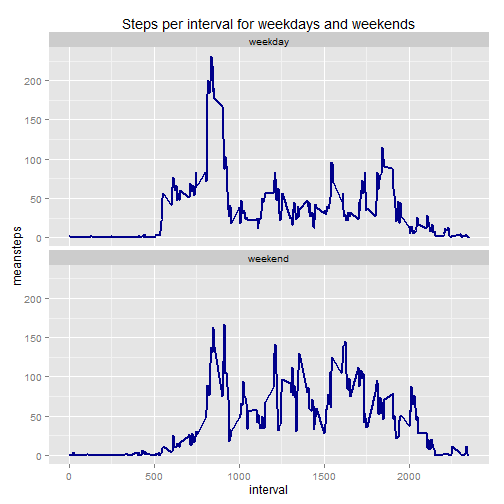 Steps per interval for weekdays and weekends
weekday
200
150
100
50
0
meansteps
weekend
200
150
100
50
0
0 500 1000 1500 2000
interval